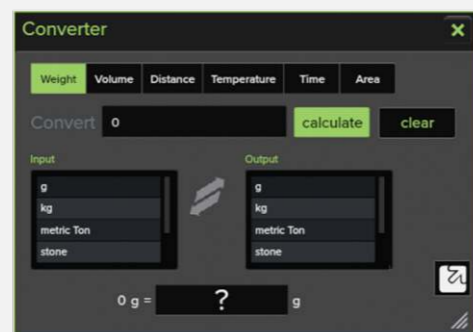 Converter
Weight Volume Distance Temperature Time Area
Convert 0 calculate clear
Input Output
g g
kg kg
metric Ton metric Ton
stone stone
0 g = ? g